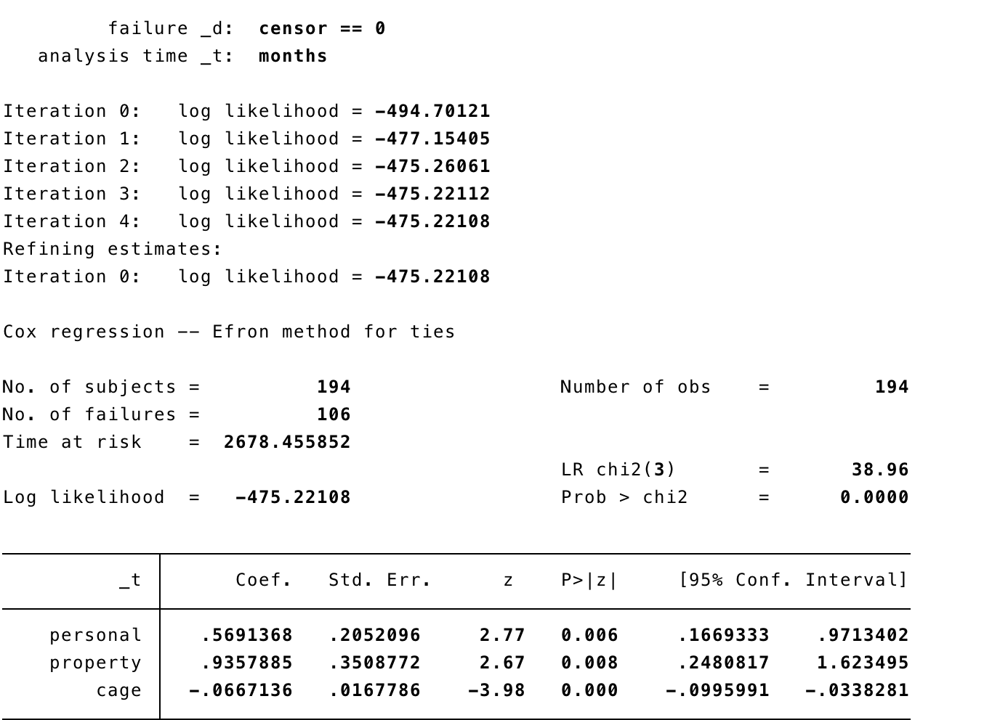 failure _d:  censor == 0
analysis time _t:  months
Iteration 0:   log likelihood = -494.70121
Iteration 1:   log likelihood = -477.15405
Iteration 2:   log likelihood = -475.26061
Iteration 3:   log likelihood = -475.22112
Iteration 4:   log likelihood = -475.22108
Refining estimates:
Iteration 0:   log likelihood = -475.22108
Cox regression -- Efron method for ties
No. of subjects =          194                  Number of obs    =         194
No. of failures =          106
Time at risk    =  2678.455852
LR chi2(3)       =       38.96
Log likelihood  =   -475.22108                  Prob > chi2      =      0.0000
_t |      Coef.   Std. Err.      z    P>|z|     [95% Conf. Interval]
personal |   .5691368   .2052096     2.77   0.006     .1669333    .9713402
property |   .9357885   .3508772     2.67   0.008     .2480817    1.623495
cage |  -.0667136   .0167786    -3.98   0.000    -.0995991   -.0338281